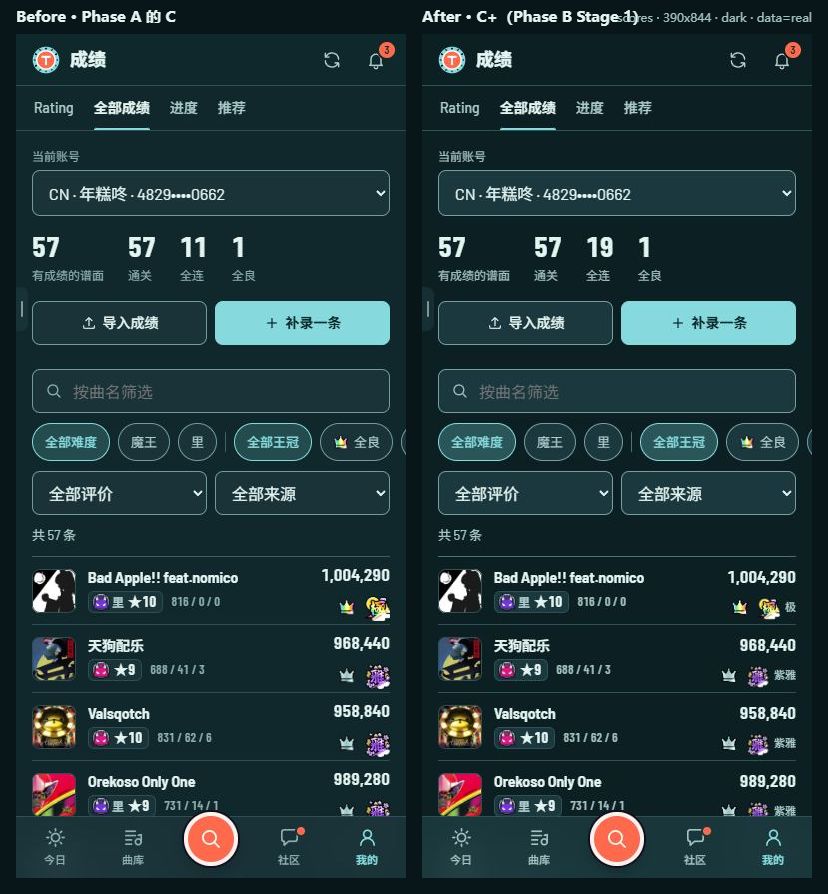 Before • Phase A 的 C
成绩
3
Rating 全部成绩 进度 推荐
当前账号
CN · 年糕咚 · 4829••••0662
57 57 11 1
有成绩的谱面 通关 全连 全良
导入成绩 + 补录一条
按曲名筛选
全部难度 魔王 里 全部王冠 全良
全部评价 全部来源
共 57 条
Bad Apple!! feat.nomico 1,004,290
里 ★10 816 / 0 / 0
天狗配乐 968,440
★9 688 / 41 / 3
雅
Valsqotch 958,840
★10 831 / 62 / 6
雅
Orekoso Only One 989,280
里 ★9 731 / 14 / 1
今日 曲库 社区 我的
After • C+（Phase B Stage 1） · 390x844 · dark · data=real
成绩
3
Rating 全部成绩 进度 推荐
当前账号
CN · 年糕咚 · 4829••••0662
57 57 19 1
有成绩的谱面 通关 全连 全良
导入成绩 + 补录一条
按曲名筛选
全部难度 魔王 里 全部王冠 全良
全部评价 全部来源
共 57 条
Bad Apple!! feat.nomico 1,004,290
里 ★10 816 / 0 / 0 极
天狗配乐 968,440
★9 688 / 41 / 3 雅 紫雅
Valsqotch 958,840
★10 831 / 62 / 6 雅 紫雅
Orekoso Only One 989,280
里 ★9 731 / 14 / 1 紫雅
今日 曲库 社区 我的